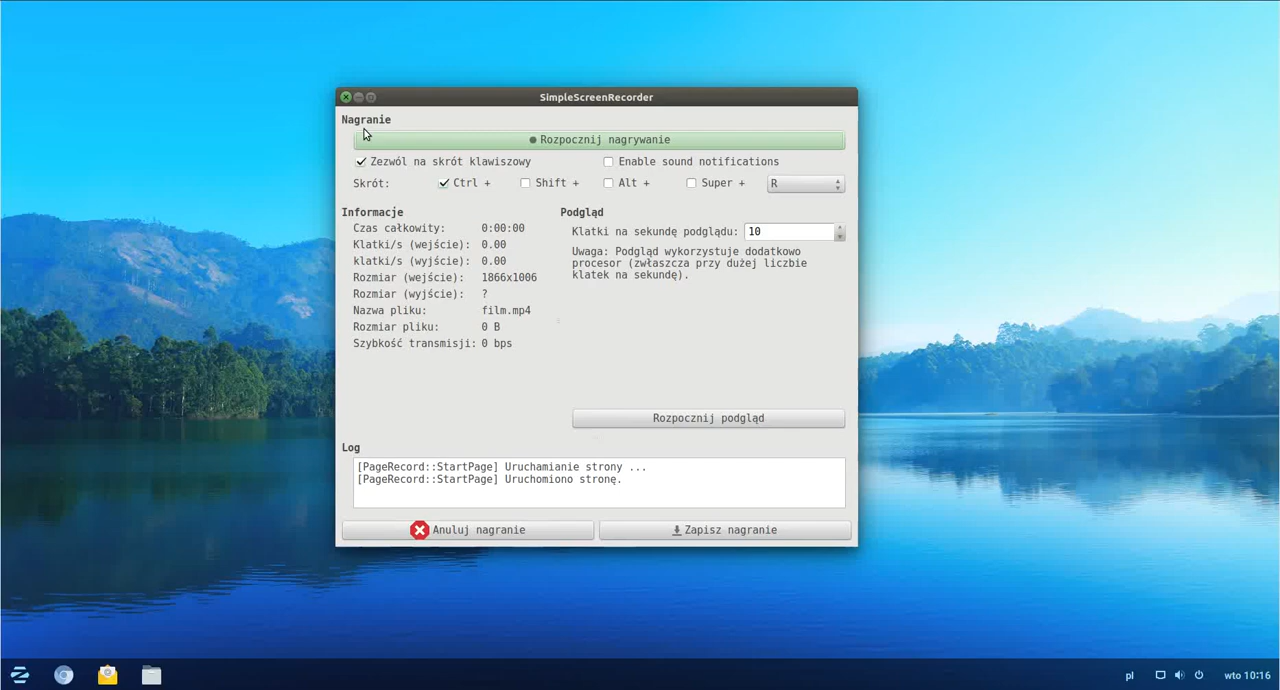 SimpleScreenRecorder
Nagranie
Rozpocznij nagrywanie
Zezwól na skrót klawiszowy
Enable sound notifications
Skrót: Ctrl + Shift + Alt + Super + R
Informacje
Czas całkowity: 0:00:00
Klatki/s (wejście): 0.00
klatki/s (wyjście): 0.00
Rozmiar (wejście): 1866x1006
Rozmiar (wyjście): ?
Nazwa pliku: film.mp4
Rozmiar pliku: 0 B
Szybkość transmisji: 0 bps
Podgląd
Klatki na sekundę podglądu: 10
Uwaga: Podgląd wykorzystuje dodatkowo
procesor (zwłaszcza przy dużej liczbie
klatek na sekundę).
Rozpocznij podgląd
Log
[PageRecord::StartPage] Uruchamianie strony ...
[PageRecord::StartPage] Uruchomiono stronę.
Anuluj nagranie
Zapisz nagranie
pl
wto 10:16